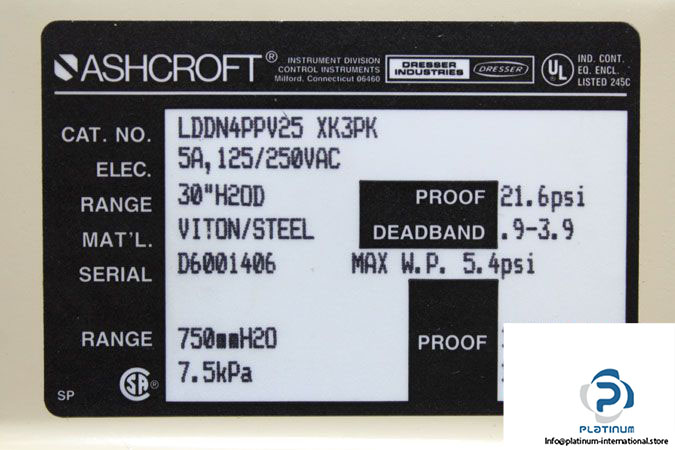 ASHCROFT®
INSTRUMENT DIVISION
CONTROL INSTRUMENTS
Milford, Connecticut 06460
DRESSER
INDUSTRIES
DRESSER
UL
IND. CONT.
EQ. ENCL.
LISTED 245C
CAT. NO. LDDN4PPV25 XK3PK
ELEC. 5A,125/250VAC
RANGE 30"H2OD PROOF 21.6psi
MAT'L. VITON/STEEL DEADBAND .9-3.9
SERIAL D6001406 MAX W.P. 5.4psi
RANGE 750mmH2O PROOF
7.5kPa
SP SA®
PLATINUM
info@platinum-international.store